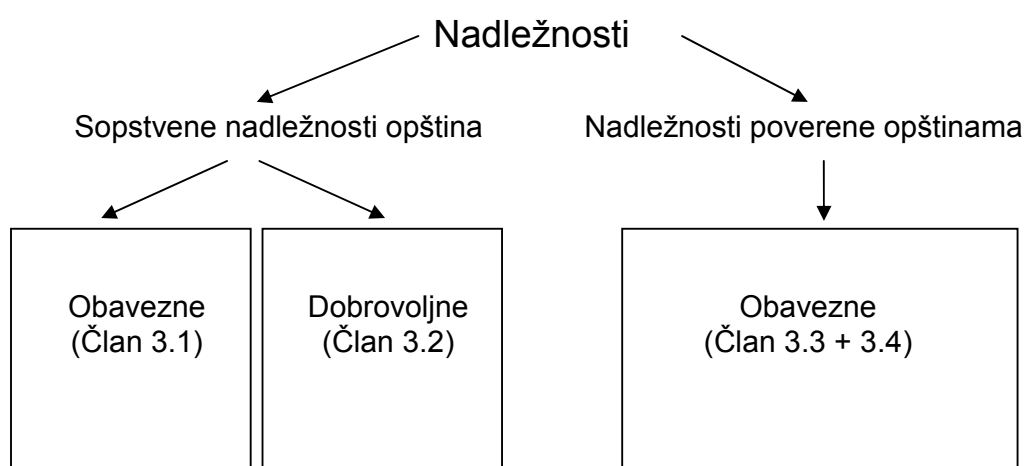 Nadležnosti
Sopstvene nadležnosti opština
Nadležnosti poverene opštinama
Obavezne
(Član 3.1)
Dobrovoljne
(Član 3.2)
Obavezne
(Član 3.3 + 3.4)